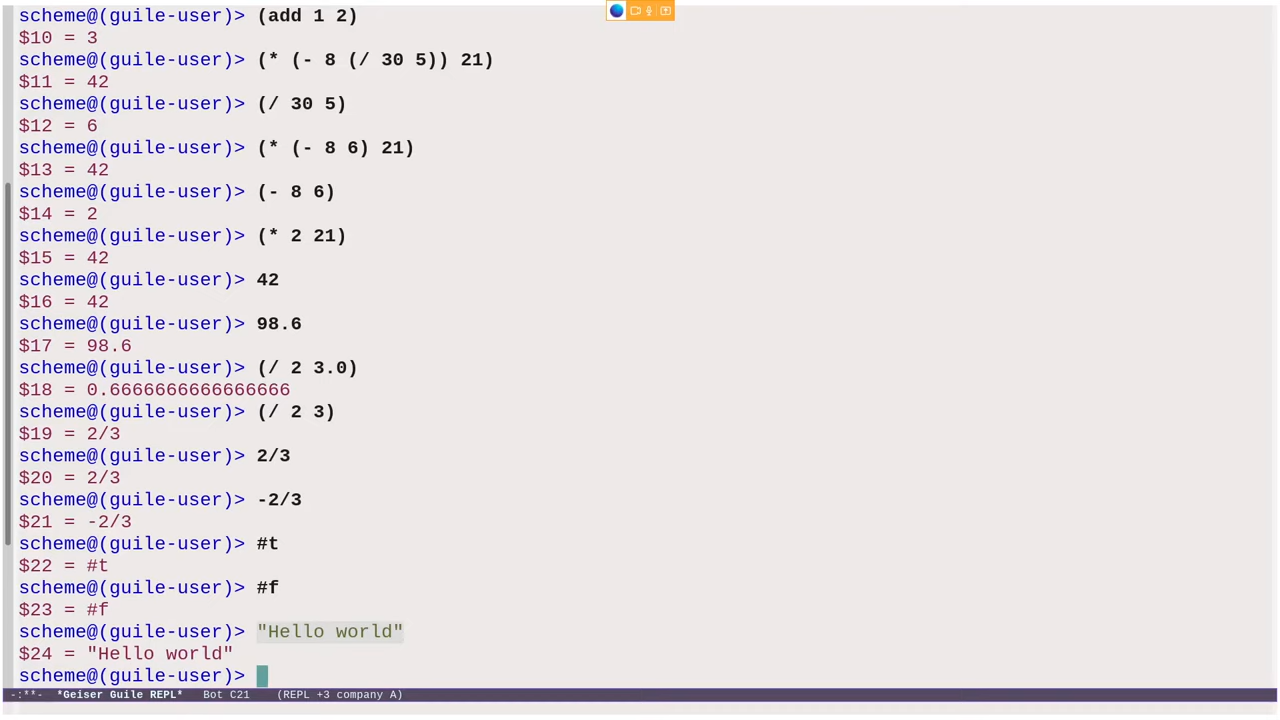 scheme@(guile-user)> (add 1 2)
$10 = 3
scheme@(guile-user)> (* (- 8 (/ 30 5)) 21)
$11 = 42
scheme@(guile-user)> (/ 30 5)
$12 = 6
scheme@(guile-user)> (* (- 8 6) 21)
$13 = 42
scheme@(guile-user)> (- 8 6)
$14 = 2
scheme@(guile-user)> (* 2 21)
$15 = 42
scheme@(guile-user)> 42
$16 = 42
scheme@(guile-user)> 98.6
$17 = 98.6
scheme@(guile-user)> (/ 2 3.0)
$18 = 0.6666666666666666
scheme@(guile-user)> (/ 2 3)
$19 = 2/3
scheme@(guile-user)> 2/3
$20 = 2/3
scheme@(guile-user)> -2/3
$21 = -2/3
scheme@(guile-user)> #t
$22 = #t
scheme@(guile-user)> #f
$23 = #f
scheme@(guile-user)> "Hello world"
$24 = "Hello world"
scheme@(guile-user)>
-:**- *Geiser Guile REPL* Bot C21 (REPL +3 company A)